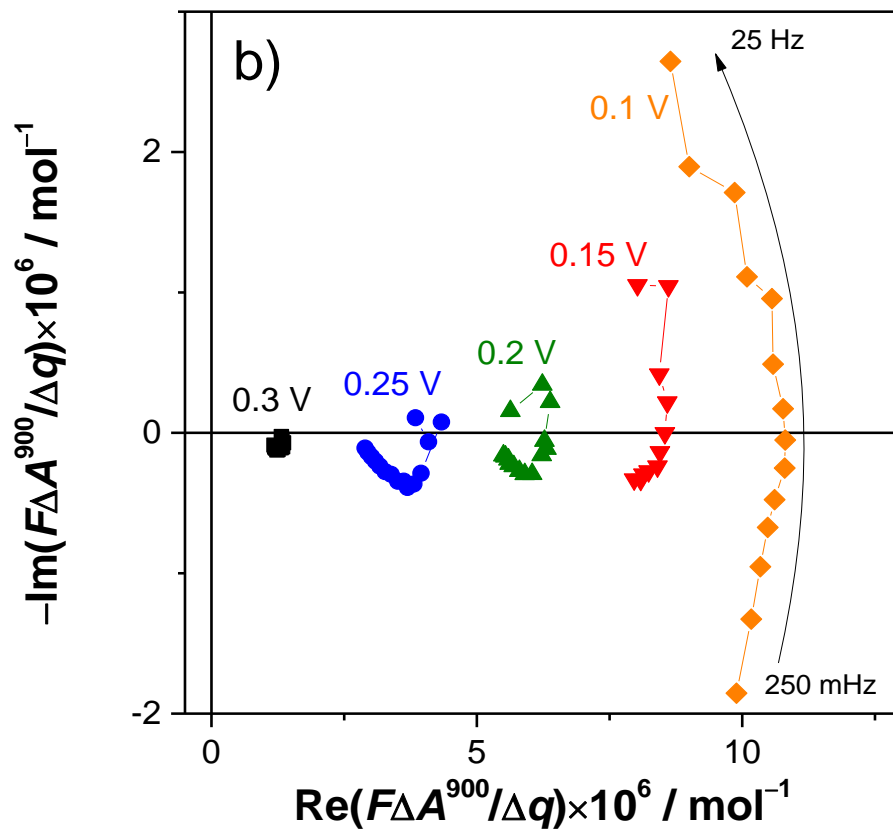 b)
25 Hz
0.1 V
2
0.15 V
0.2 V
0.25 V
0.3 V
0
250 mHz
-2
0 5 10
−Im(FΔA⁹⁰⁰/Δq)×10⁶ / mol⁻¹
Re(FΔA⁹⁰⁰/Δq)×10⁶ / mol⁻¹